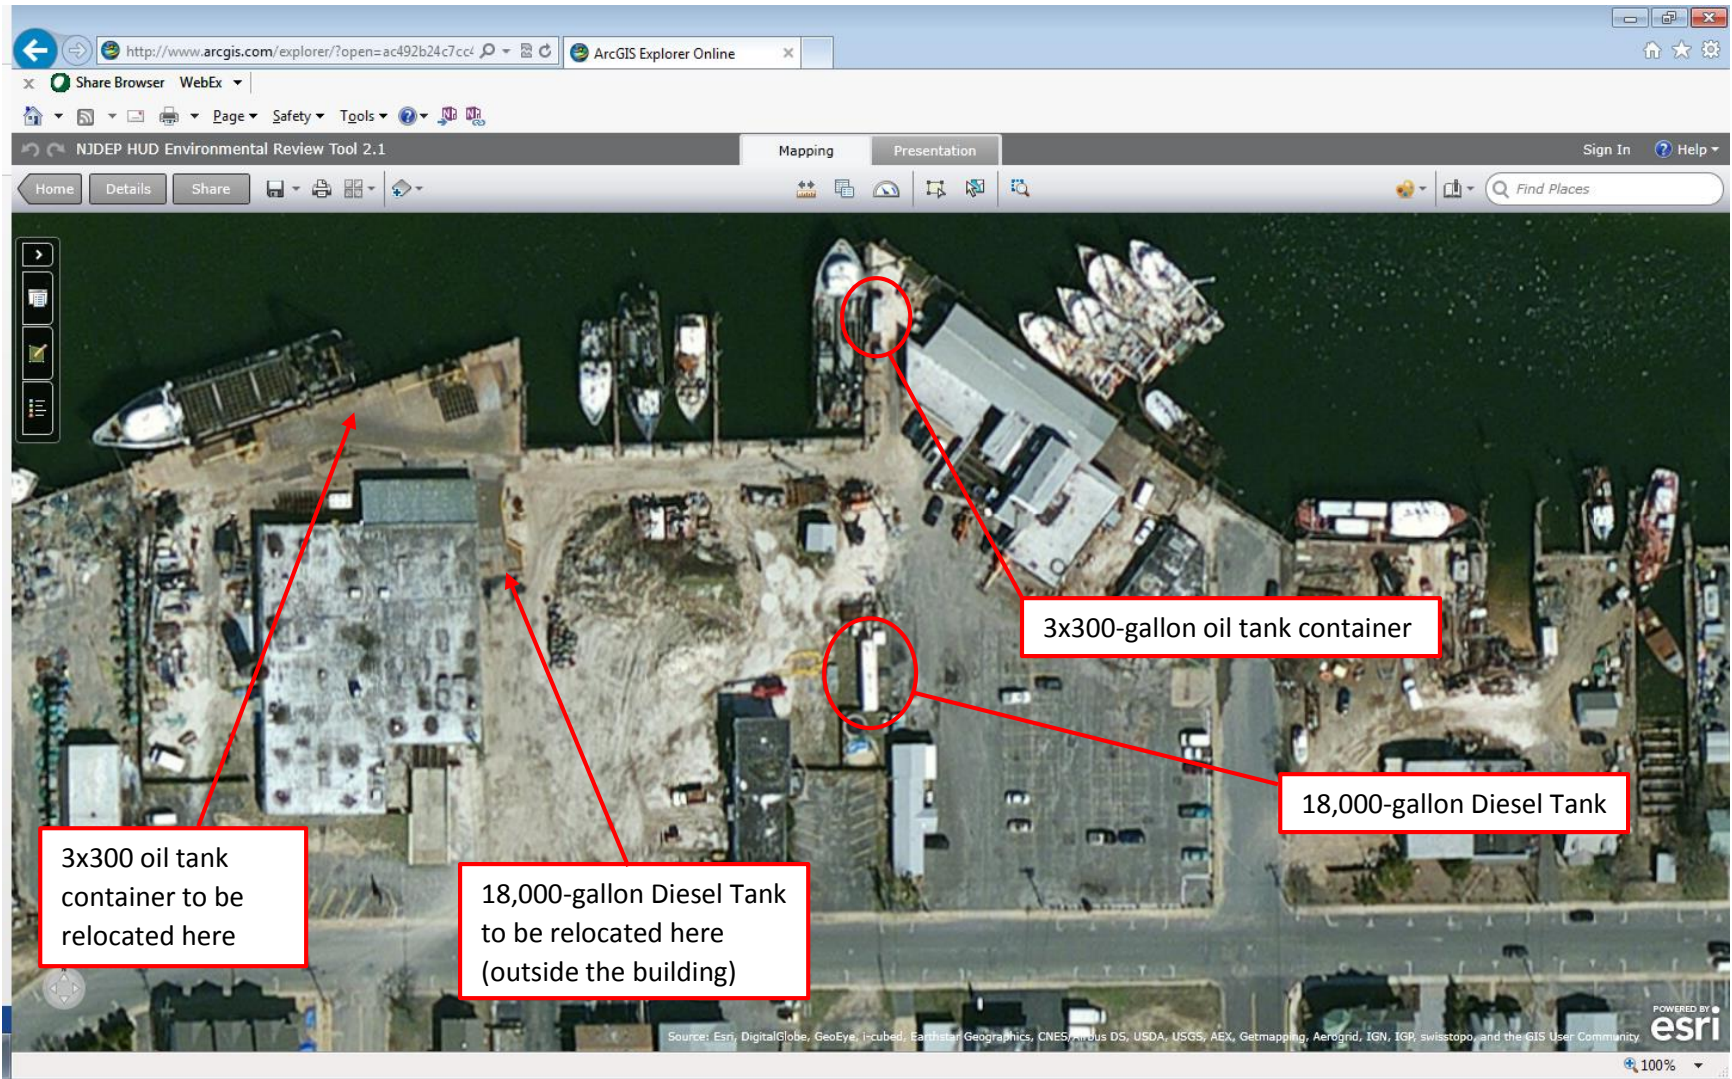 http://www.arcgis.com/explorer/?open=ac492b24c7cc4
ArcGIS Explorer Online
Share Browser WebEx
Page Safety Tools
NJDEP HUD Environmental Review Tool 2.1
Mapping
Presentation
Sign In
Help
Home
Details
Share
Find Places
3x300-gallon oil tank container
18,000-gallon Diesel Tank
3x300 oil tank
container to be
relocated here
18,000-gallon Diesel Tank
to be relocated here
(outside the building)
N
POWERED BY
esri
Source: Esri, DigitalGlobe, GeoEye, i-cubed, Earthstar Geographics, CNES/Airbus DS, USDA, USGS, AEX, Getmapping, Aerogrid, IGN, IGP, swisstopo, and the GIS User Community
100%